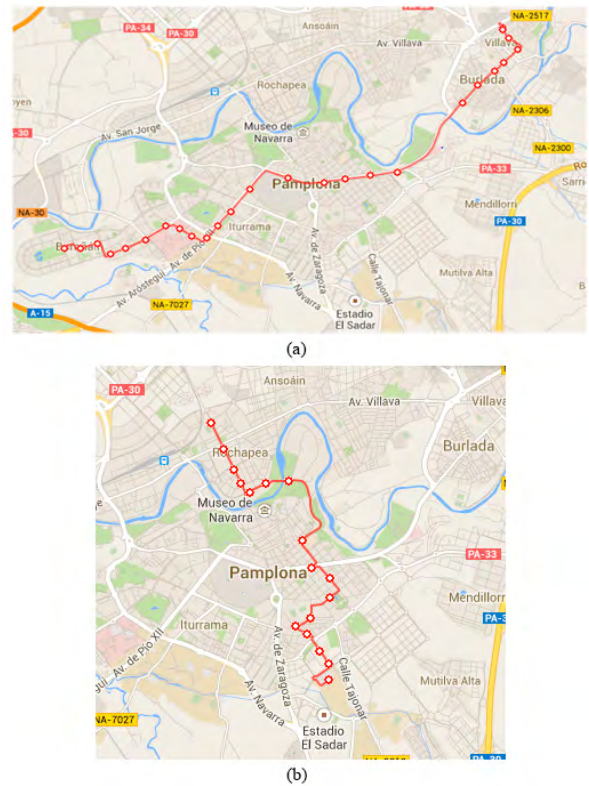 NA-2517
PA-34
PA-30
Av. Villava
Villava
Rochapea
Burlada
Av. San Jorge
Museo de
Navarra
NA-2306
NA-2300
PA-33
Pamplona
Mendillorri
Sarri
NA-30
Iturrama
PA-30
Av. de Pío
Av. de Zaragoza
Calle Tajonar
Mutilva Alta
Av. Aróstegui
Av. Navarra
NA-7027
A-15
Estadio
El Sadar
(a)
Ansoáin
PA-30
Av. Villava
Villava
Rochapea
Burlada
Museo de
Navarra
PA-33
Pamplona
Mendillorri
Iturrama
Av. de Pío XII
Av. de Zaragoza
Calle Tajonar
Mutilva Alta
Av. Navarra
NA-7027
Estadio
El Sadar
PA-30
(b)